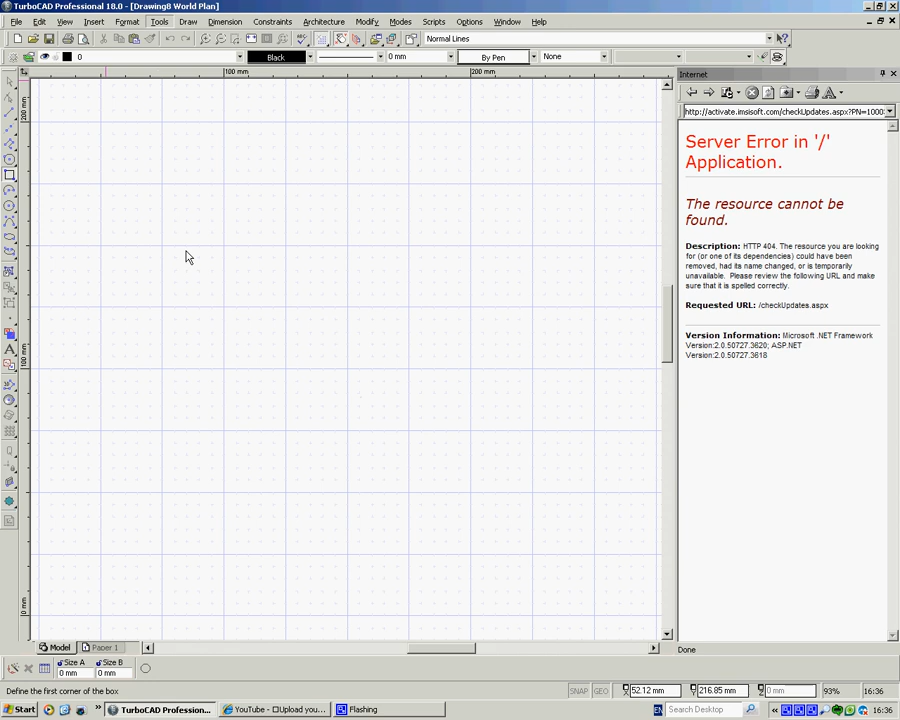 TurboCAD Professional 18.0 - [Drawing8 World Plan]
File Edit View Insert Format Tools Draw Dimension Constraints Architecture Modify Modes Scripts Options Window Help
Normal Lines
0 Black 0 mm By Pen None
100 mm 200 mm
200 mm
100 mm
0 mm
Internet
http://activate.imsisoft.com/checkUpdates.aspx?PN=1000
Server Error in '/'
Application.
The resource cannot be
found.
Description: HTTP 404. The resource you are looking
for (or one of its dependencies) could have been
removed, had its name changed, or is temporarily
unavailable. Please review the following URL and make
sure that it is spelled correctly.
Requested URL: /checkUpdates.aspx
Version Information: Microsoft .NET Framework
Version:2.0.50727.3620; ASP.NET
Version:2.0.50727.3618
Model Paper 1
Done
Size A Size B
0 mm 0 mm
Define the first corner of the box
SNAP GEO X 52.12 mm Y 216.85 mm Z 0 mm 93% 16:36
Start TurboCAD Professional... YouTube - Upload you... Flashing EN Search Desktop 16:36